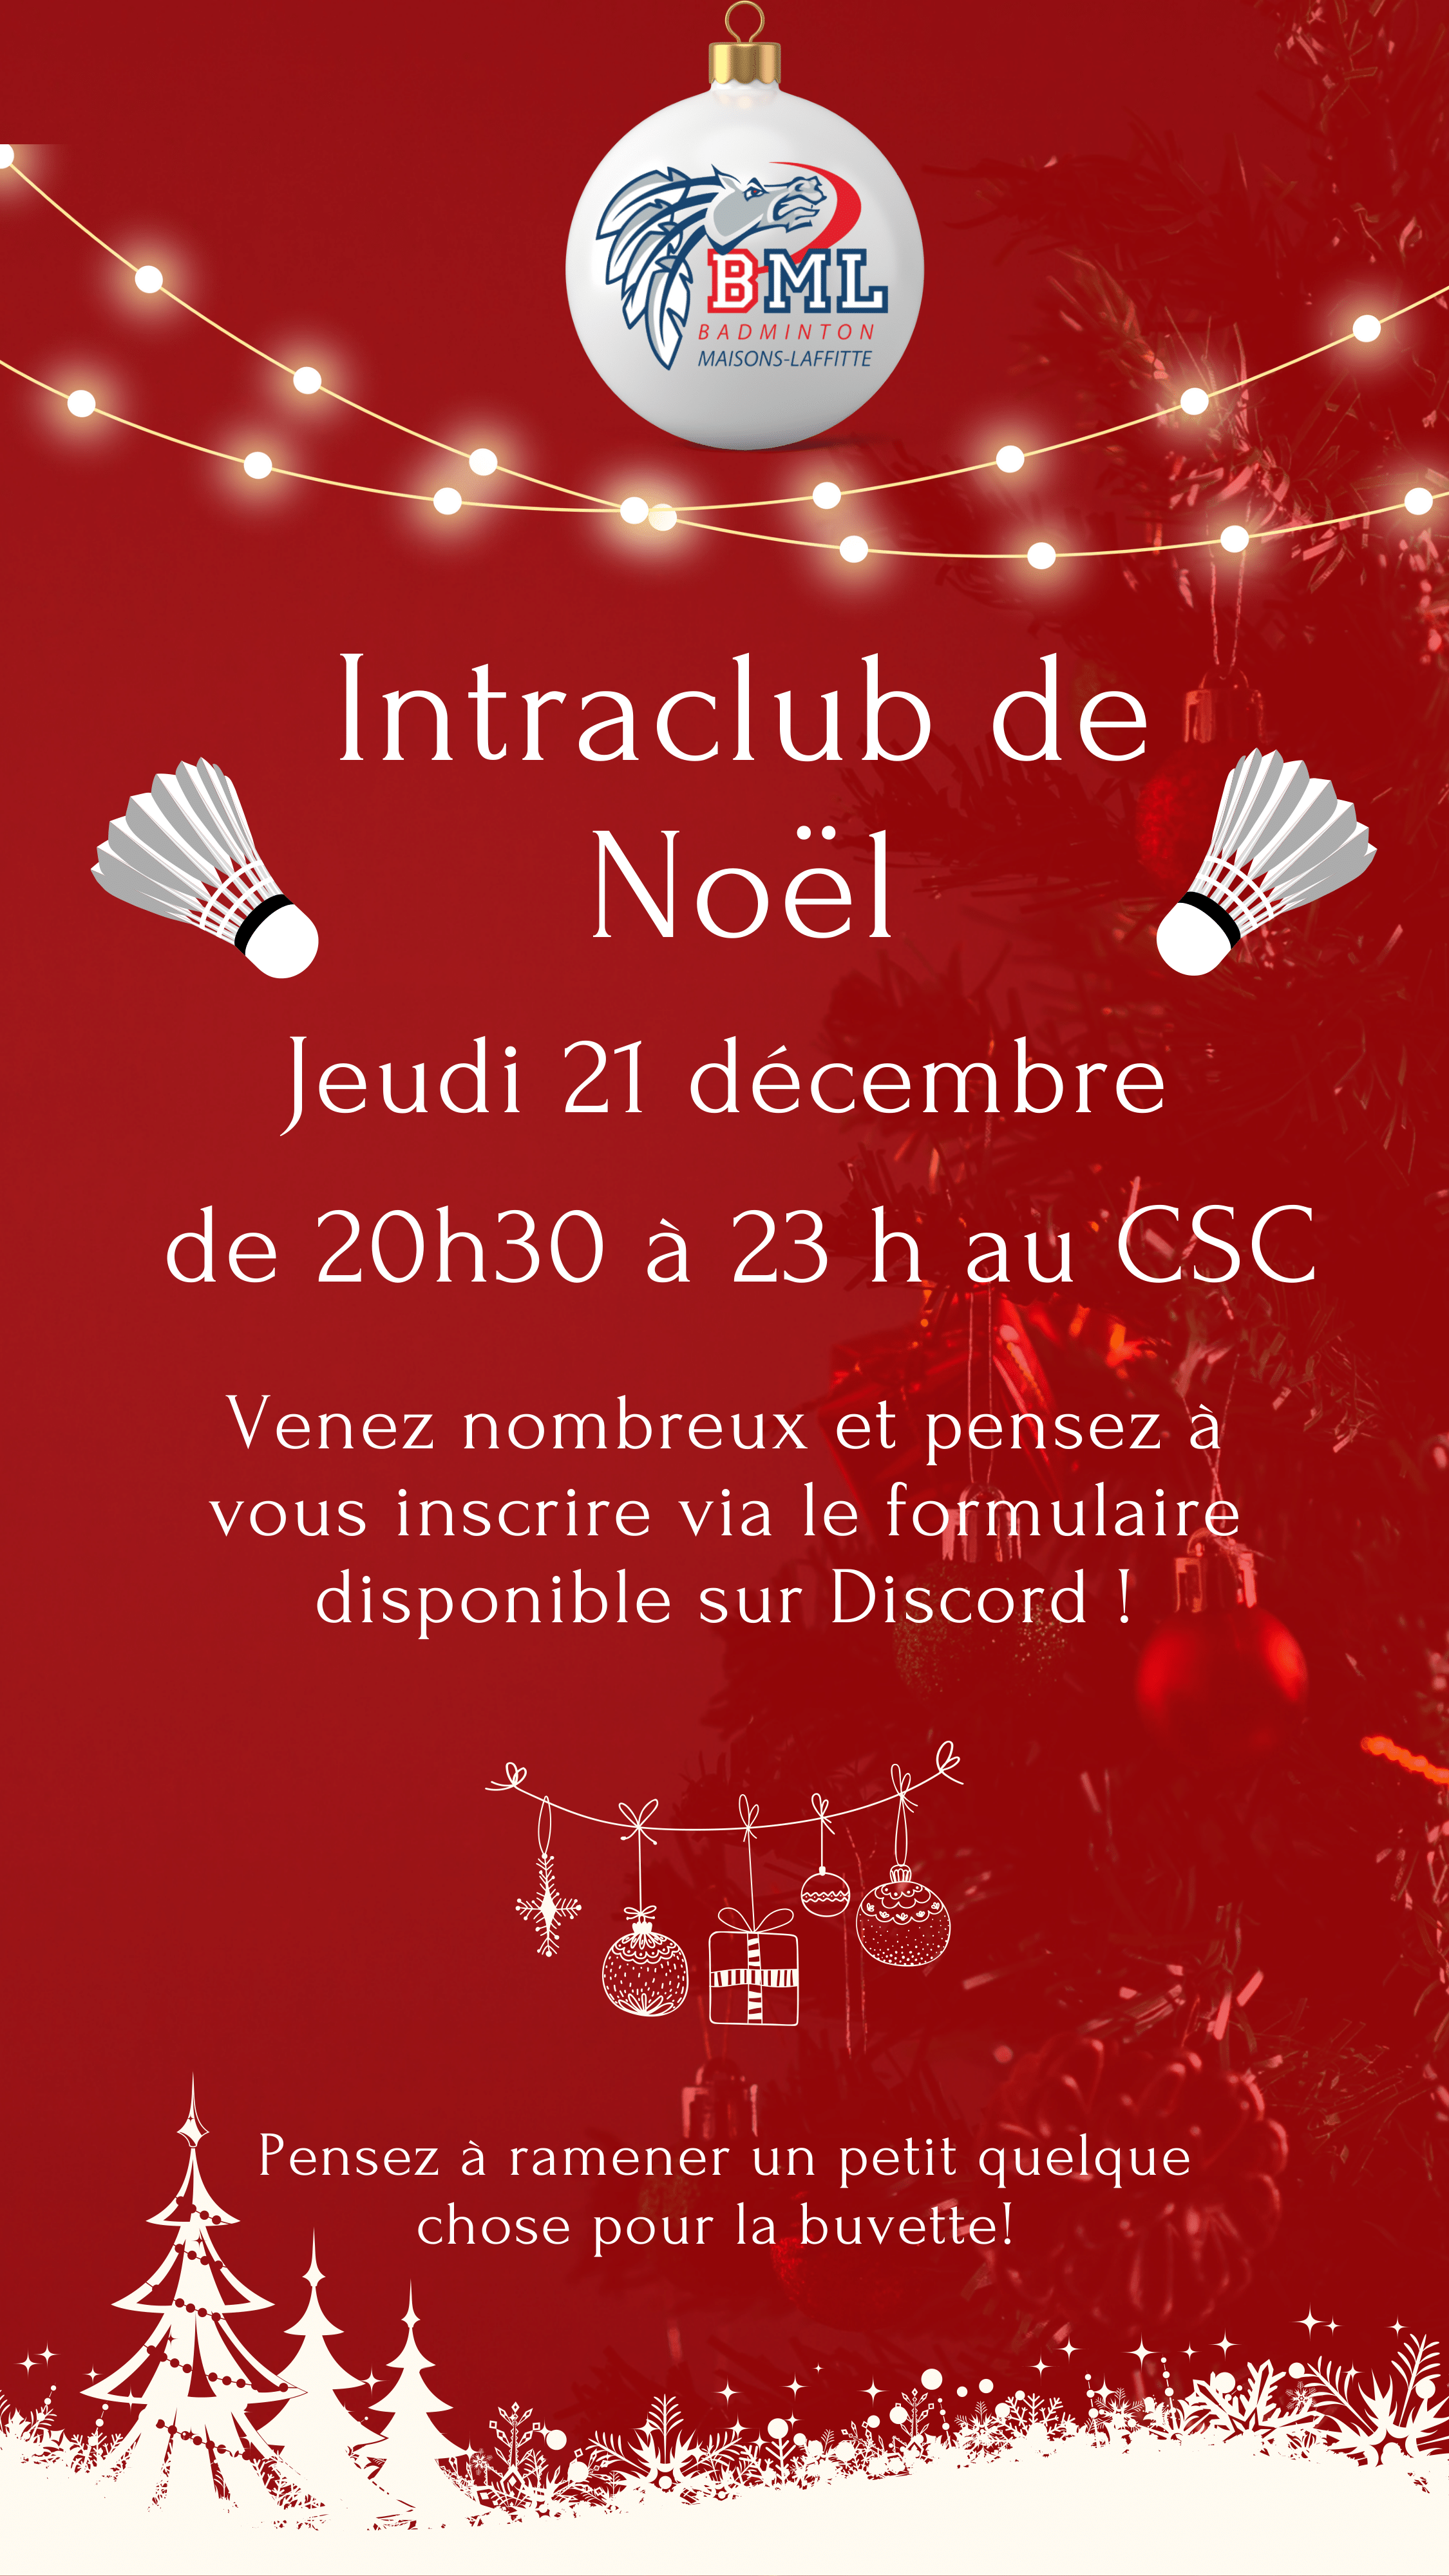 BML
BADMINTON
MAISONS-LAFFITTE
Intraclub de
Noël
Jeudi 21 décembre
de 20h30 à 23 h au CSC
Venez nombreux et pensez à
vous inscrire via le formulaire
disponible sur Discord !
Pensez à ramener un petit quelque
chose pour la buvette!